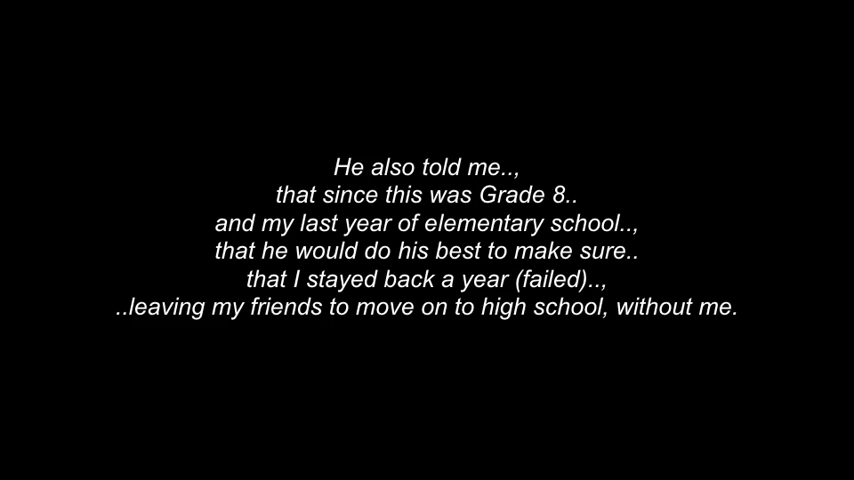 He also told me..,
that since this was Grade 8..
and my last year of elementary school..,
that he would do his best to make sure..
that I stayed back a year (failed)..,
..leaving my friends to move on to high school, without me.